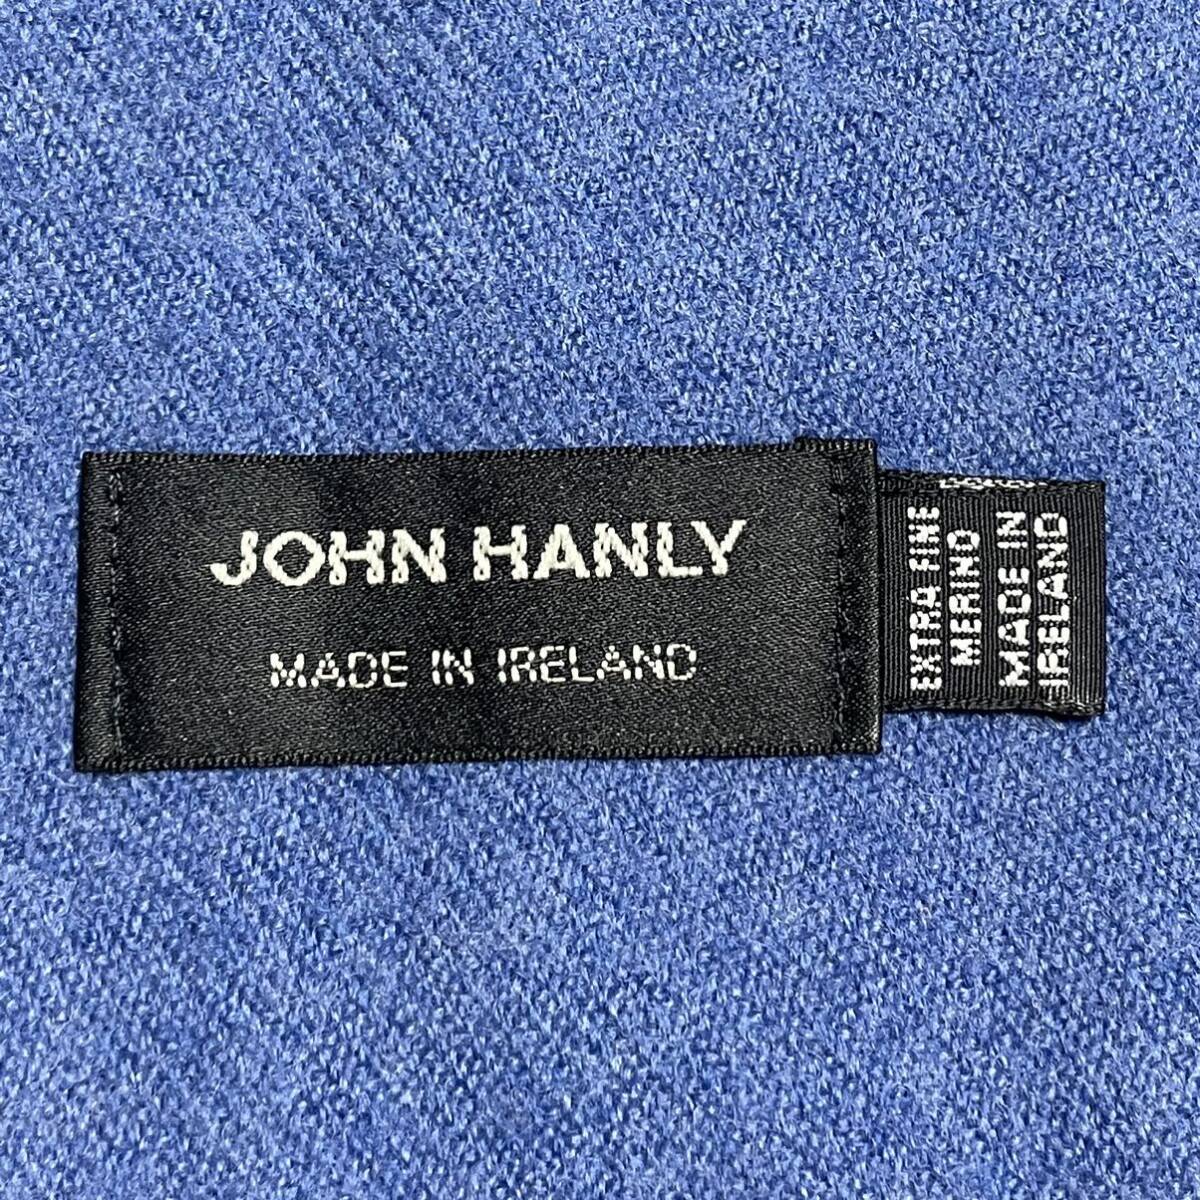 JOHN HANLY
MADE IN IRELAND
EXTRA FINE
MERINO
MADE IN
IRELAND